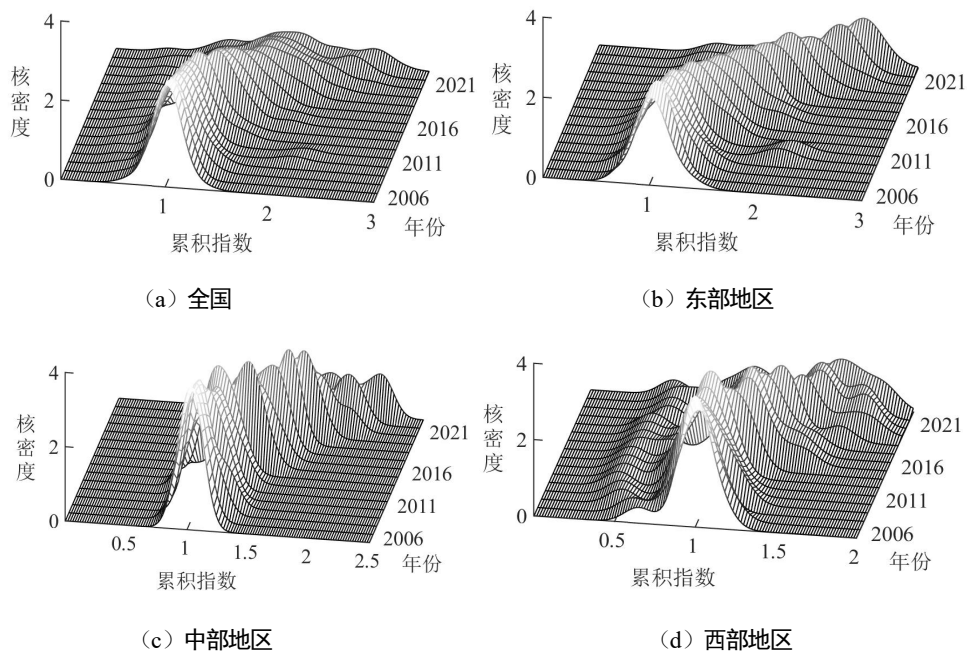 4
2
0
核密度
1
2
3
累积指数
2021
2016
2011
2006
年份
（a）全国
4
2
0
核密度
1
2
3
累积指数
2021
2016
2011
2006
年份
（b）东部地区
4
2
0
核密度
0.5
1
1.5
2
2.5
累积指数
2021
2016
2011
2006
年份
（c）中部地区
4
2
0
核密度
0.5
1
1.5
2
累积指数
2021
2016
2011
2006
年份
（d）西部地区